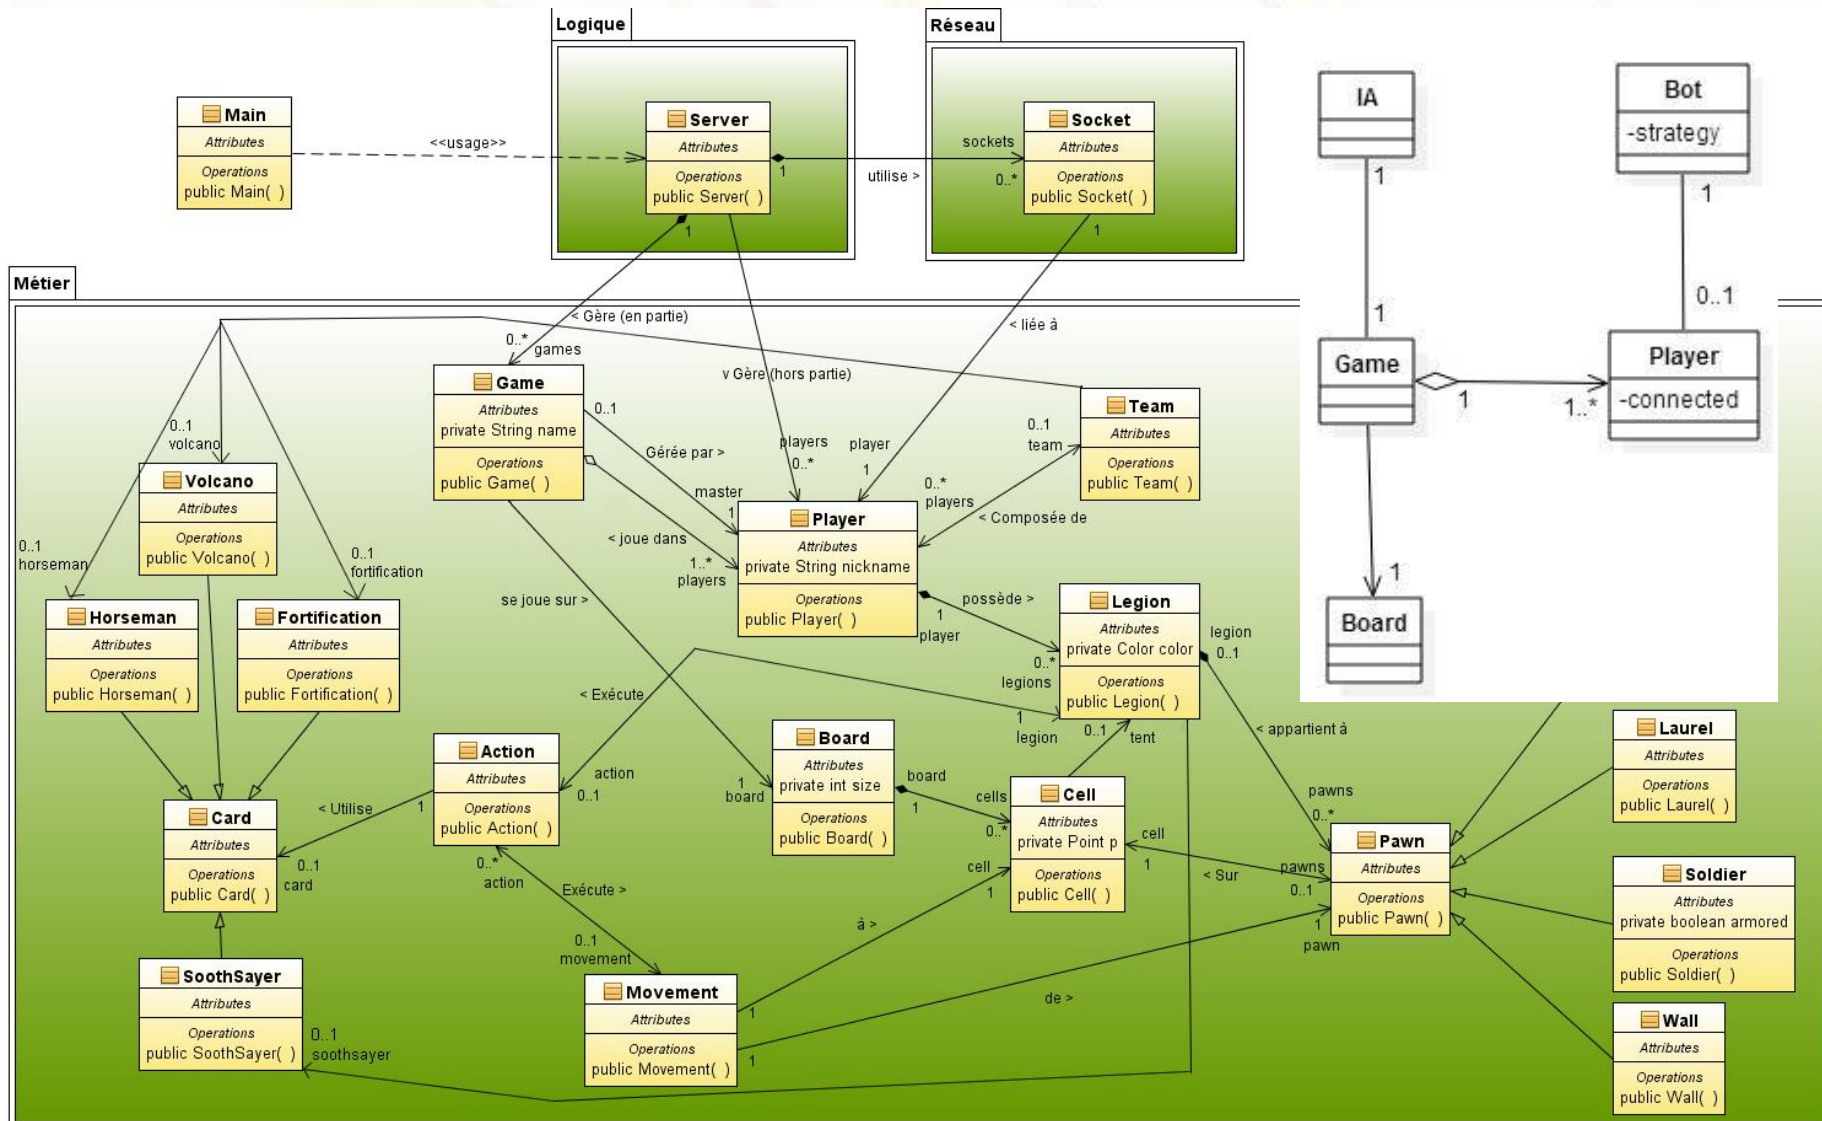 Logique
Réseau
Main
Attributes
Operations
public Main( )
<<usage>>
Server
Attributes
Operations
public Server( )
1
1
utilise >
sockets
0..*
Socket
Attributes
Operations
public Socket( )
1
IA
1
Bot
-strategy
1
0..1
1
Game
1
1..*
Player
-connected
1
Board
Métier
< Gère (en partie)
0..*
games
v Gère (hors partie)
< liée à
Game
Attributes
private String name
Operations
public Game( )
0..1
Gérée par >
master
1
players
0..*
player
1
Team
Attributes
Operations
public Team( )
0..1
team
0..*
players
< Composée de
0..1
volcano
Volcano
Attributes
Operations
public Volcano( )
0..1
horseman
0..1
fortification
< joue dans
1..*
players
Player
Attributes
private String nickname
Operations
public Player( )
1
player
possède >
0..*
legions
se joue sur >
Horseman
Attributes
Operations
public Horseman( )
Fortification
Attributes
Operations
public Fortification( )
Legion
Attributes
private Color color
Operations
public Legion( )
legion
0..1
< Exécute
1
legion
0..1
tent
< appartient à
Action
Attributes
Operations
public Action( )
action
0..1
< Utilise
1
0..1
card
Card
Attributes
Operations
public Card( )
0..*
action
Exécute >
0..1
movement
1
board
Board
Attributes
private int size
Operations
public Board( )
board
1
cells
0..*
Cell
Attributes
private Point p
Operations
public Cell( )
cell
1
cell
1
pawns
0..1
< Sur
pawns
0..*
Pawn
Attributes
Operations
public Pawn( )
1
pawn
Laurel
Attributes
Operations
public Laurel( )
Soldier
Attributes
private boolean armored
Operations
public Soldier( )
Wall
Attributes
Operations
public Wall( )
à >
de >
SoothSayer
Attributes
Operations
public SoothSayer( )
0..1
soothsayer
Movement
Attributes
Operations
public Movement( )
1
1